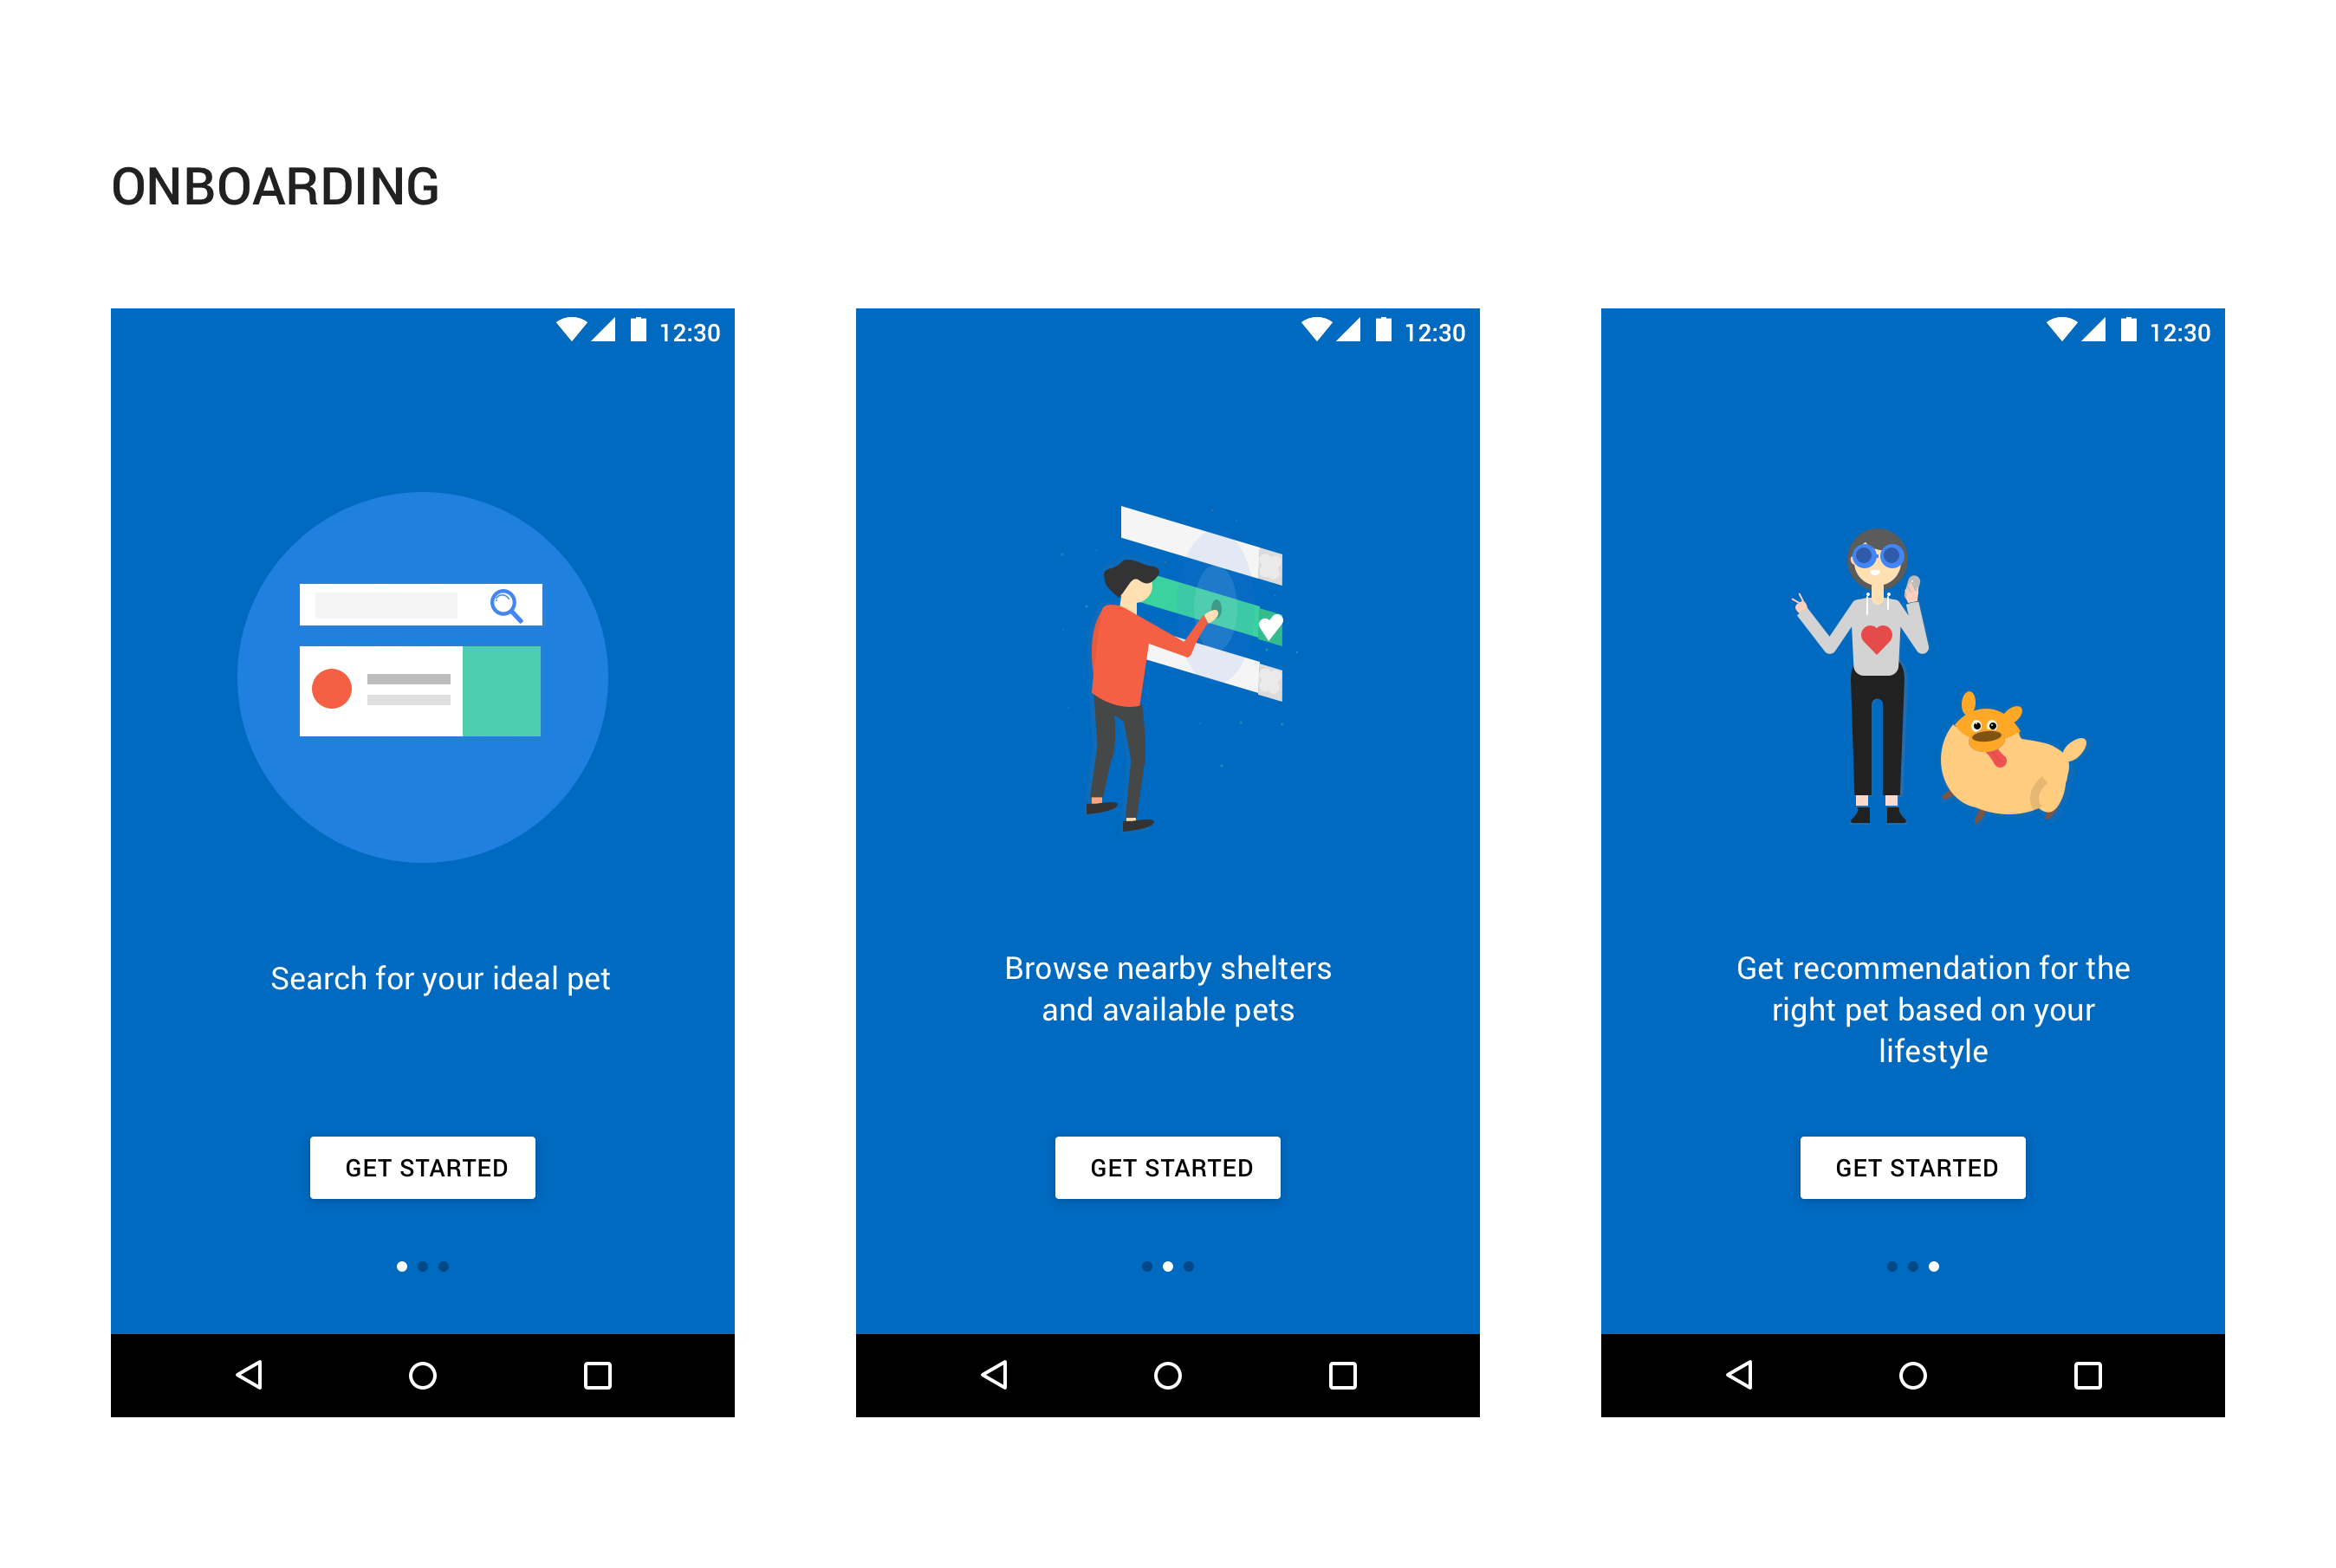 ONBOARDING
12:30
Search for your ideal pet
GET STARTED
12:30
Browse nearby shelters
and available pets
GET STARTED
12:30
Get recommendation for the
right pet based on your
lifestyle
GET STARTED